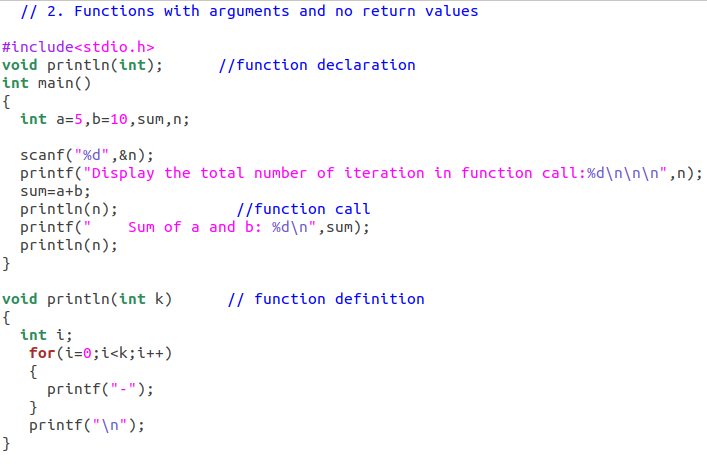 // 2. Functions with arguments and no return values
#include<stdio.h>
void println(int);      //function declaration
int main()
{
  int a=5,b=10,sum,n;
  scanf("%d",&n);
  printf("Display the total number of iteration in function call:%d\n\n\n",n);
  sum=a+b;
  println(n);             //function call
  printf("    Sum of a and b: %d\n",sum);
  println(n);
}
void println(int k)      // function definition
{
  int i;
   for(i=0;i<k;i++)
   {
     printf("-");
   }
   printf("\n");
}